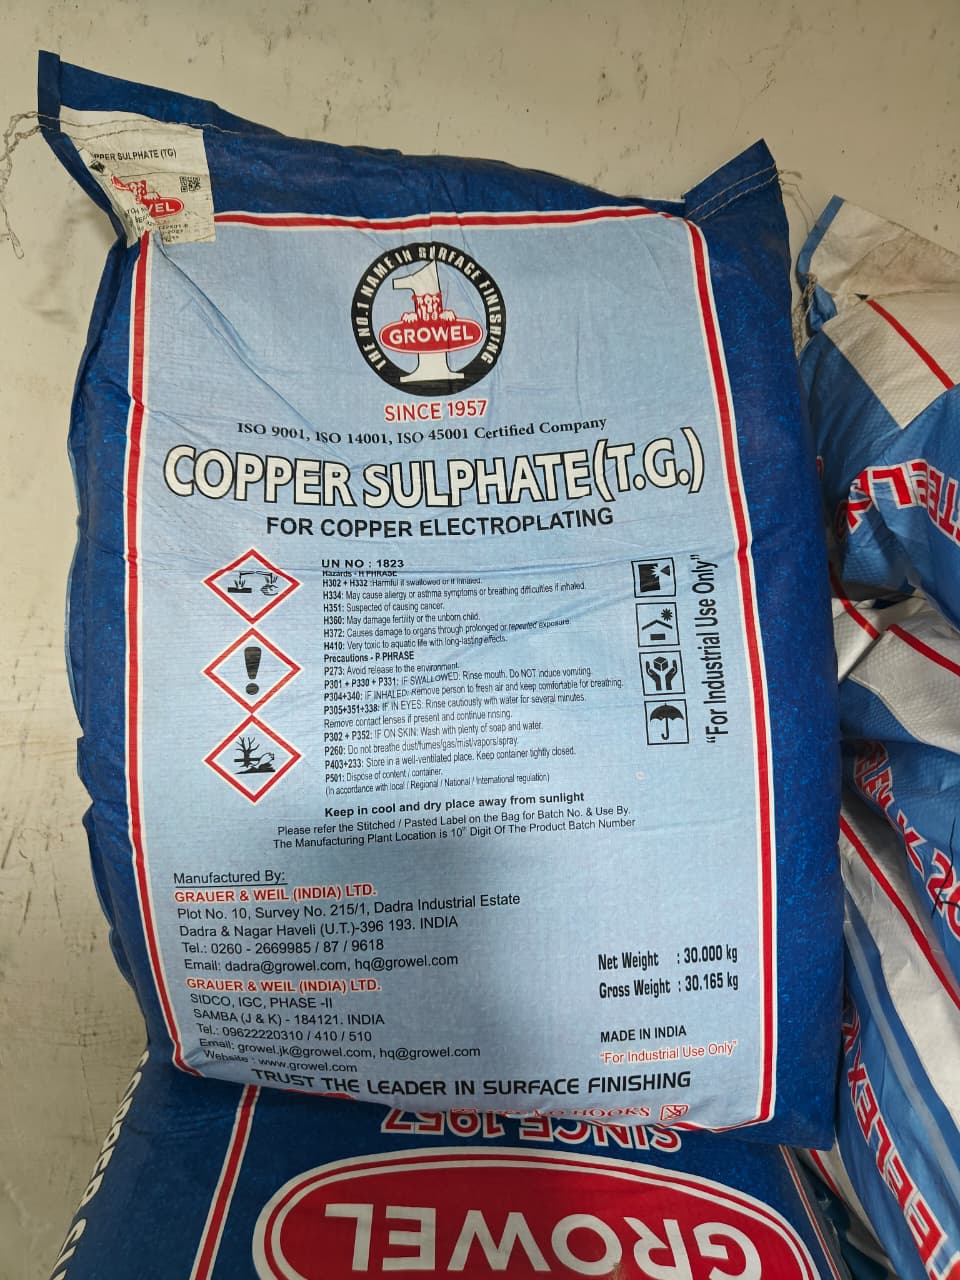 PPER SULPHATE (TG)
THE NO.1 NAME IN SURFACE FINISHING
1
GROWEL
SINCE 1957
ISO 9001, ISO 14001, ISO 45001 Certified Company
COPPER SULPHATE(T.G.)
FOR COPPER ELECTROPLATING
UN NO : 1823
Hazards - H PHRASE
H302 + H332 :Harmful if swallowed or if inhaled.
H334: May cause allergy or asthma symptoms or breathing difficulties if inhaled.
H351: Suspected of causing cancer.
H360: May damage fertility or the unborn child.
H372: Causes damage to organs through prolonged or repeated exposure.
H410: Very toxic to aquatic life with long-lasting effects.
Precautions - P PHRASE
P273: Avoid release to the environment.
P301 + P330 + P331: IF SWALLOWED: Rinse mouth. Do NOT induce vomiting.
P304+340: IF INHALED: Remove person to fresh air and keep comfortable for breathing.
P305+351+338: IF IN EYES: Rinse cautiously with water for several minutes.
Remove contact lenses if present and continue rinsing.
P302 + P352: IF ON SKIN: Wash with plenty of soap and water.
P260: Do not breathe dust/fumes/gas/mist/vapors/spray.
P403+233: Store in a well-ventilated place. Keep container tightly closed.
P501: Dispose of content / container.
(In accordance with local / Regional / National / International regulation)
"For Industrial Use Only"
Keep in cool and dry place away from sunlight
Please refer the Stitched / Pasted Label on the Bag for Batch No. & Use By.
The Manufacturing Plant Location is 10" Digit Of The Product Batch Number
Manufactured By:
GRAUER & WEIL (INDIA) LTD.
Plot No. 10, Survey No. 215/1, Dadra Industrial Estate
Dadra & Nagar Haveli (U.T.)-396 193. INDIA
Tel.: 0260 - 2669985 / 87 / 9618
Email: dadra@growel.com, hq@growel.com
GRAUER & WEIL (INDIA) LTD.
SIDCO, IGC, PHASE -II
SAMBA (J & K) - 184121. INDIA
Tel.: 09622220310 / 410 / 510
Email: growel.jk@growel.com, hq@growel.com
Website : www.growel.com
Net Weight : 30.000 kg
Gross Weight : 30.165 kg
MADE IN INDIA
"For Industrial Use Only"
TRUST THE LEADER IN SURFACE FINISHING
NO HOOKS
SINCE 1957
GROWEL